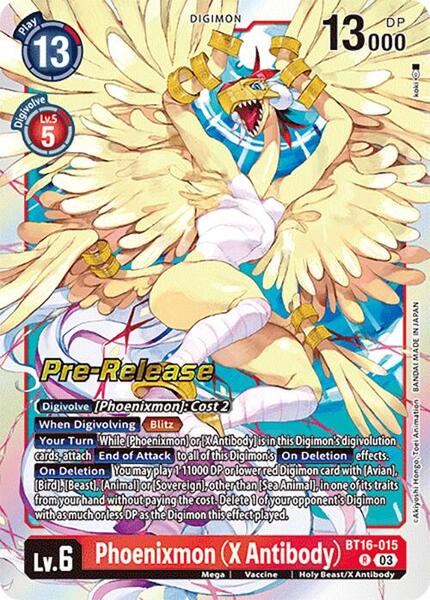 DIGIMON
Play
13
DP
13000
koki
Digivolve
Lv.5
5
Pre-Release
Digivolve [Phoenixmon]: Cost 2
When Digivolving Blitz
Your Turn While [Phoenixmon] or [X Antibody] is in this Digimon's digivolution
cards, attach End of Attack to all of this Digimon's On Deletion effects.
On Deletion You may play 1 11000 DP or lower red Digimon card with [Avian],
[Bird], [Beast], [Animal] or [Sovereign], other than [Sea Animal], in one of its traits
from your hand without paying the cost. Delete 1 of your opponent's Digimon
with as much or less DP as the Digimon this effect played.
©Akiyoshi Hongo, Toei Animation BANDAI MADE IN JAPAN
Lv.6
Phoenixmon (X Antibody)
BT16-015
R 03
Mega | Vaccine | Holy Beast/X Antibody